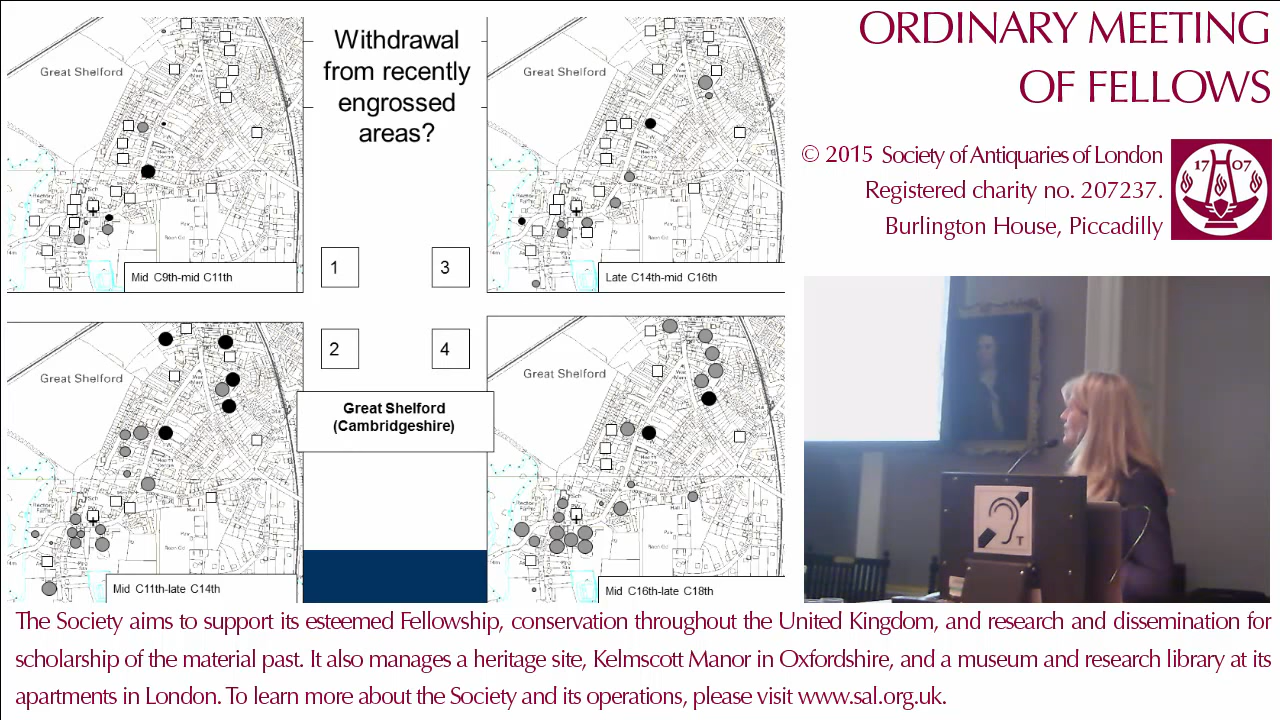 ORDINARY MEETING
OF FELLOWS
© 2015 Society of Antiquaries of London
Registered charity no. 207237.
Burlington House, Piccadilly
17 07
Withdrawal
from recently
engrossed
areas?
Great Shelford
Mid C9th-mid C11th
Great Shelford
Late C14th-mid C16th
1
3
2
4
Great Shelford
Mid C11th-late C14th
Great Shelford
(Cambridgeshire)
Great Shelford
Mid C16th-late C18th
T
The Society aims to support its esteemed Fellowship, conservation throughout the United Kingdom, and research and dissemination for
scholarship of the material past. It also manages a heritage site, Kelmscott Manor in Oxfordshire, and a museum and research library at its
apartments in London. To learn more about the Society and its operations, please visit www.sal.org.uk.